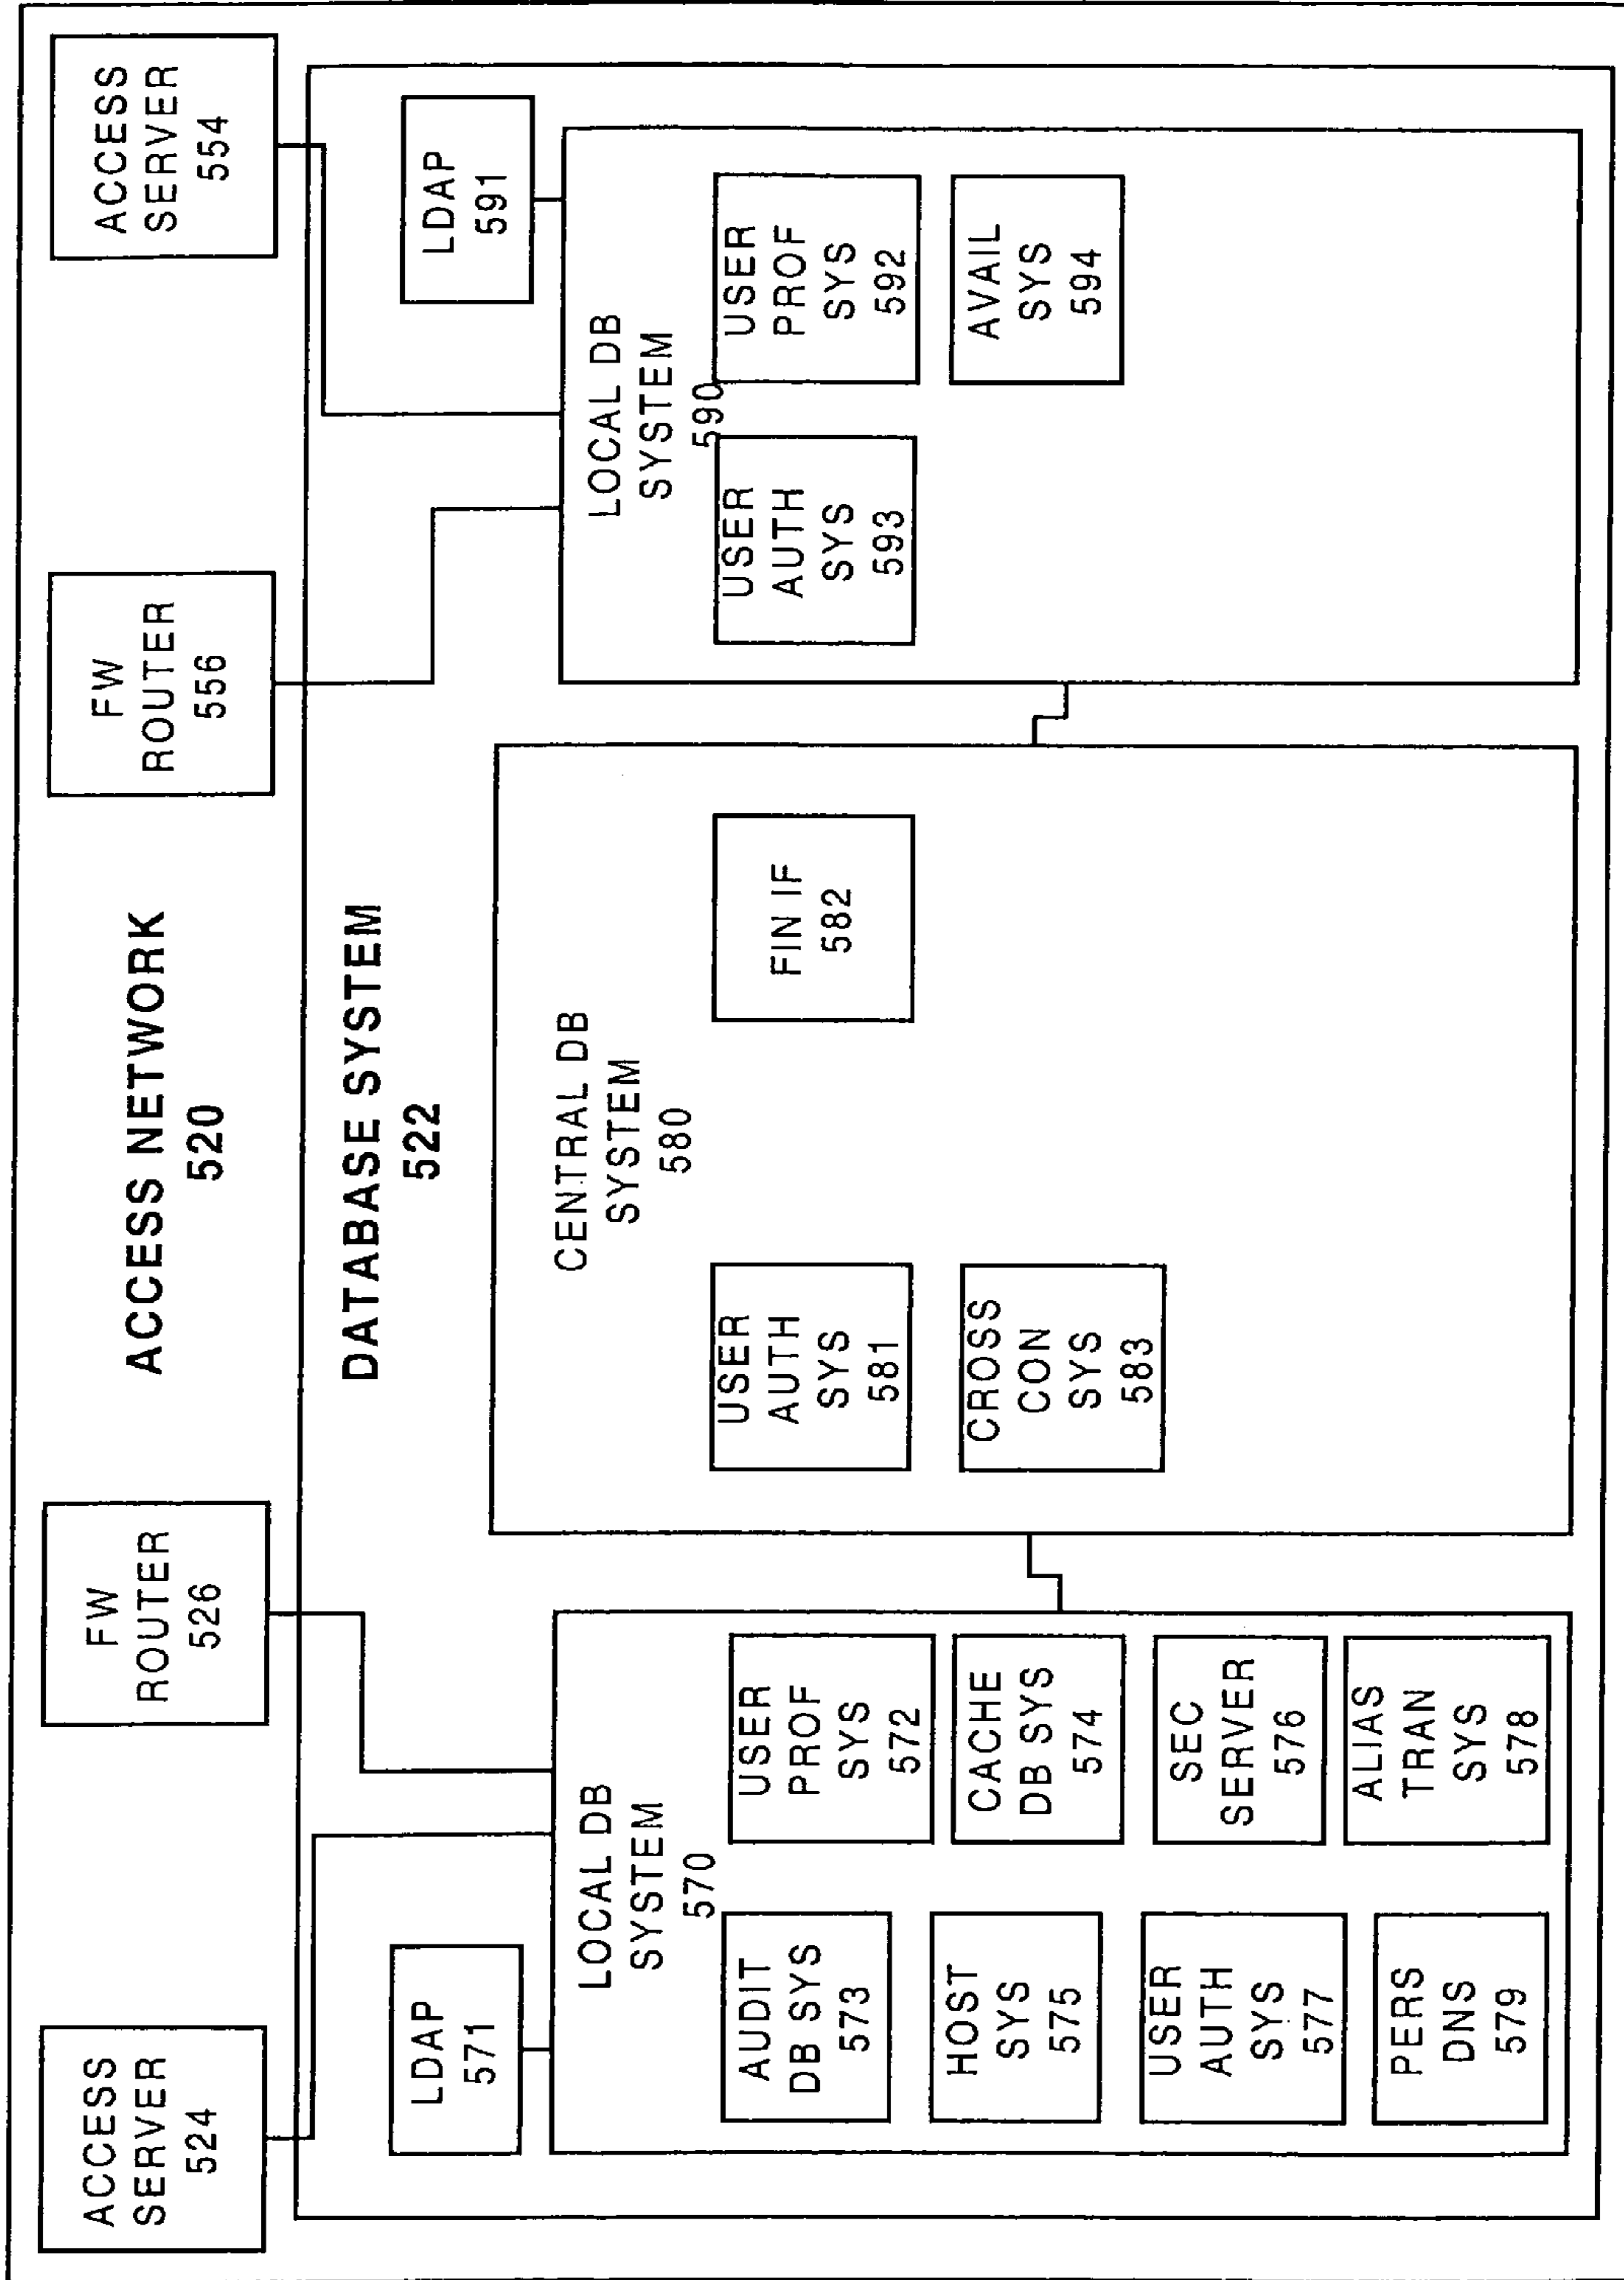 ACCESS
SERVER
524
FW
ROUTER
526
ACCESS NETWORK
520
FW
ROUTER
556
ACCESS
SERVER
554
DATABASE SYSTEM
522
LDAP
571
LOCAL DB
SYSTEM
570
AUDIT
DB SYS
573
USER
PROF
SYS
572
HOST
SYS
575
CACHE
DB SYS
574
USER
AUTH
SYS
577
SEC
SERVER
576
PERS
DNS
579
ALIAS
TRAN
SYS
578
CENTRAL DB
SYSTEM
580
USER
AUTH
SYS
581
FIN IF
582
CROSS
CON
SYS
583
LDAP
591
LOCAL DB
SYSTEM
590
USER
AUTH
SYS
593
USER
PROF
SYS
592
AVAIL
SYS
594